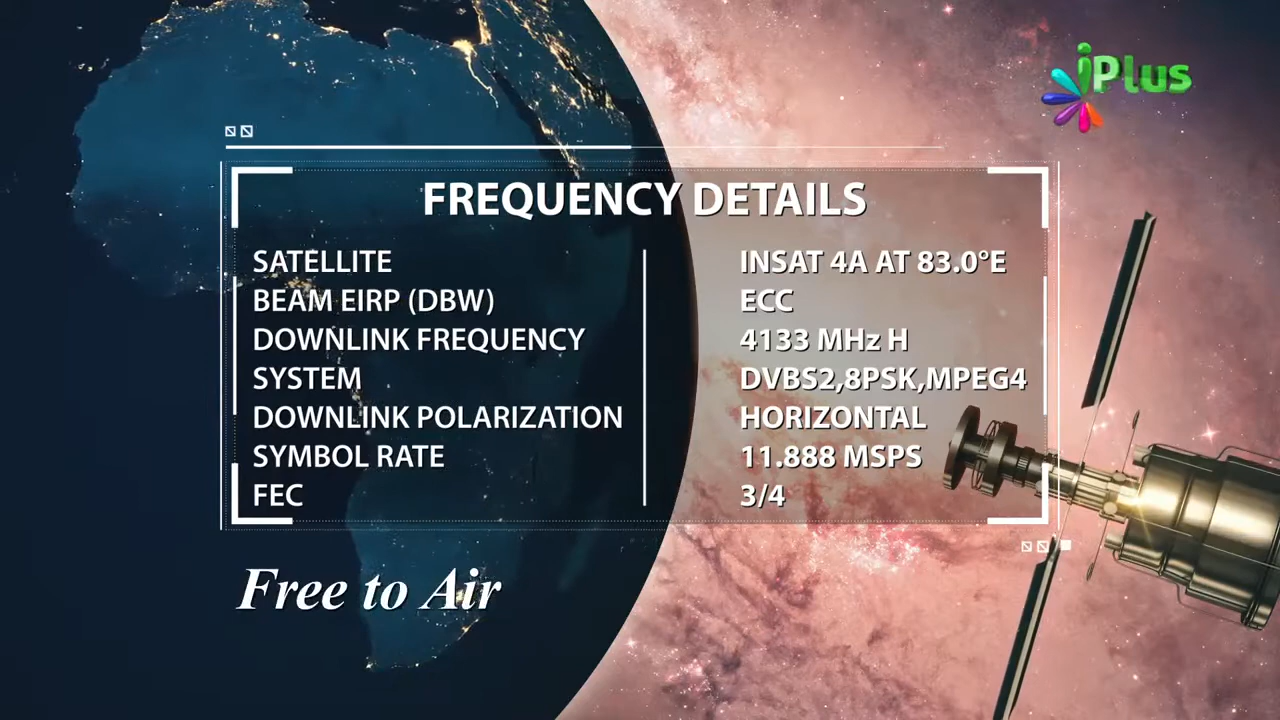 iPlus
FREQUENCY DETAILS
SATELLITE INSAT 4A AT 83.0°E
BEAM EIRP (DBW) ECC
DOWNLINK FREQUENCY 4133 MHz H
SYSTEM DVBS2,8PSK,MPEG4
DOWNLINK POLARIZATION HORIZONTAL
SYMBOL RATE 11.888 MSPS
FEC 3/4
Free to Air